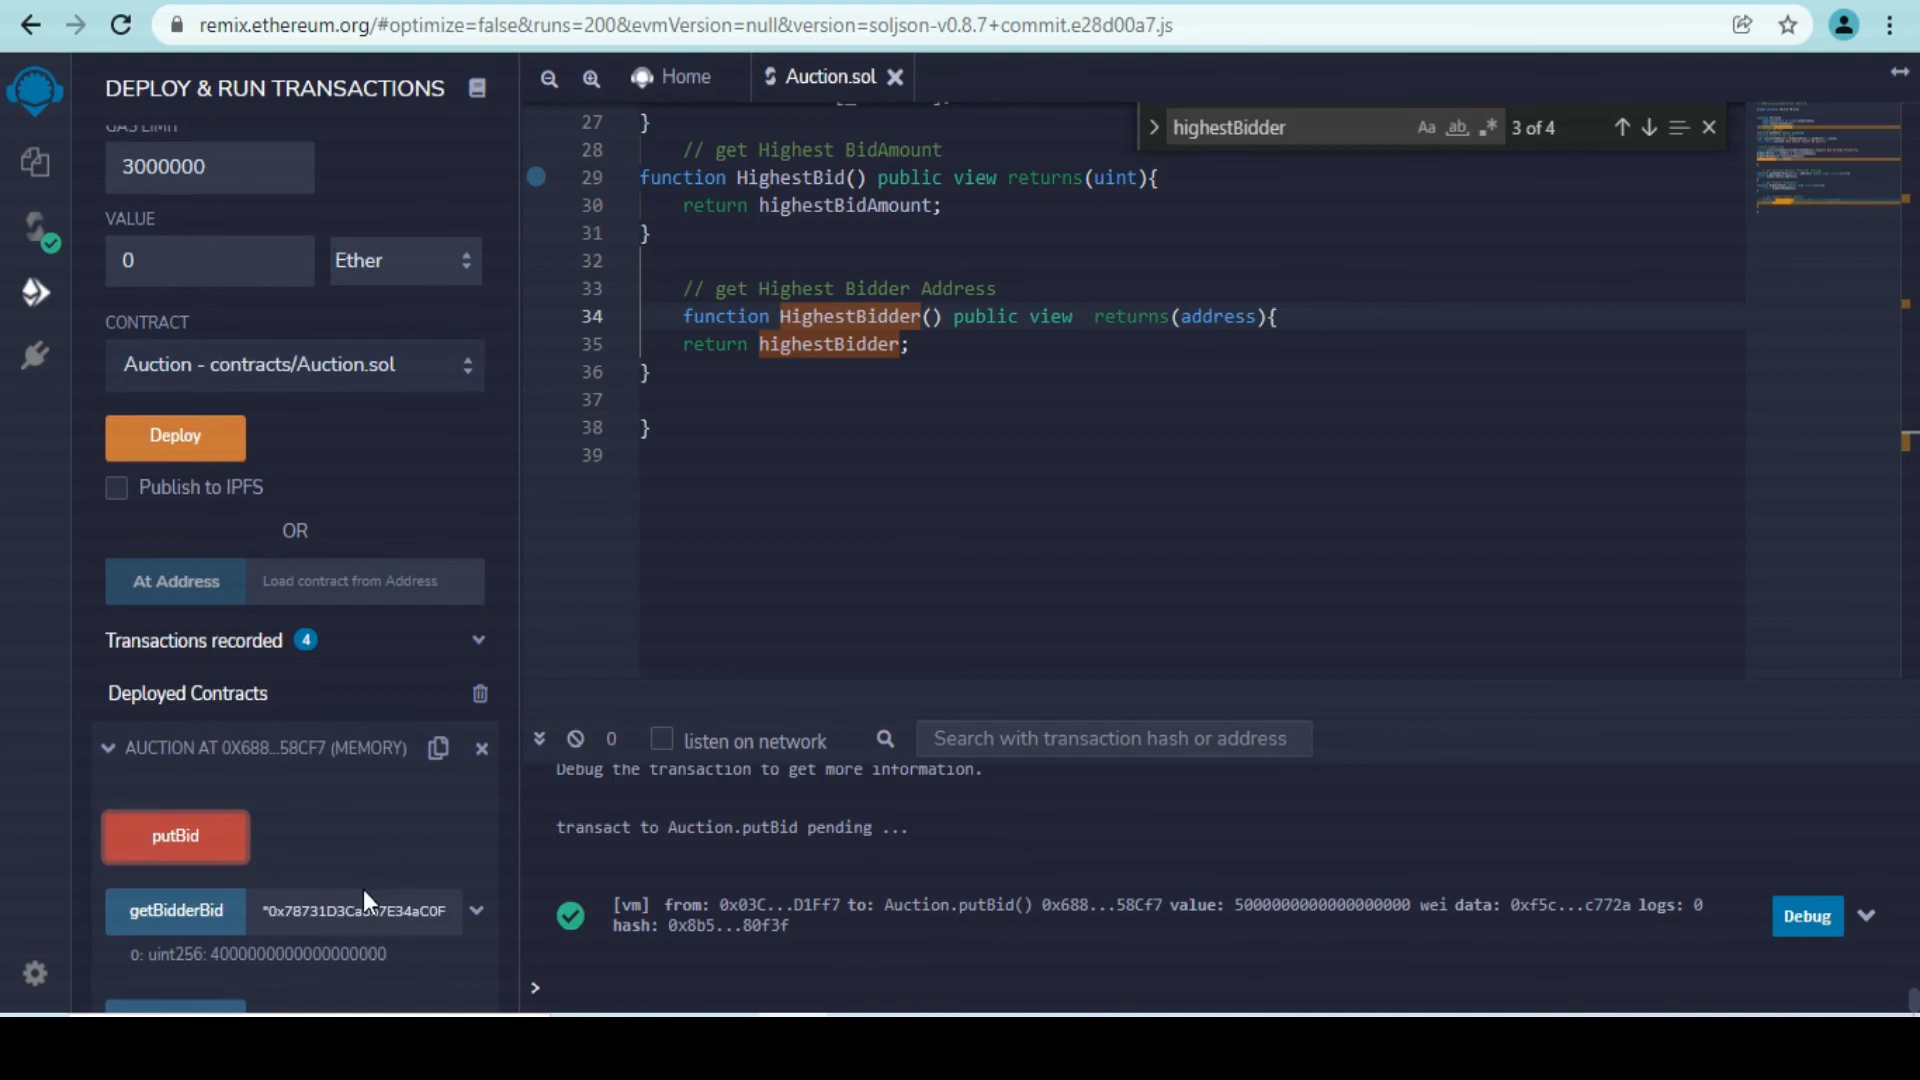 remix.ethereum.org/#optimize=false&runs=200&evmVersion=null&version=soljson-v0.8.7+commit.e28d00a7.js
DEPLOY & RUN TRANSACTIONS
GAS LIMIT
3000000
VALUE
0 Ether
CONTRACT
Auction - contracts/Auction.sol
Deploy
Publish to IPFS
OR
At Address Load contract from Address
Transactions recorded 4
Deployed Contracts
AUCTION AT 0X688...58CF7 (MEMORY)
putBid
getBidderBid
0: uint256: 4000000000000000000
Home Auction.sol
highestBidder Aa ab 3 of 4
27 }
28 // get Highest BidAmount
29 function HighestBid() public view returns(uint){
30 return highestBidAmount;
31 }
32
33 // get Highest Bidder Address
34 function HighestBidder() public view returns(address){
35 return highestBidder;
36 }
37
38 }
39
0 listen on network Search with transaction hash or address
Debug the transaction to get more information.
transact to Auction.putBid pending ...
[vm] from: 0x03C...D1Ff7 to: Auction.putBid() 0x688...58Cf7 value: 5000000000000000000 wei data: 0xf5c...c772a logs: 0
hash: 0x8b5...80f3f
Debug
>